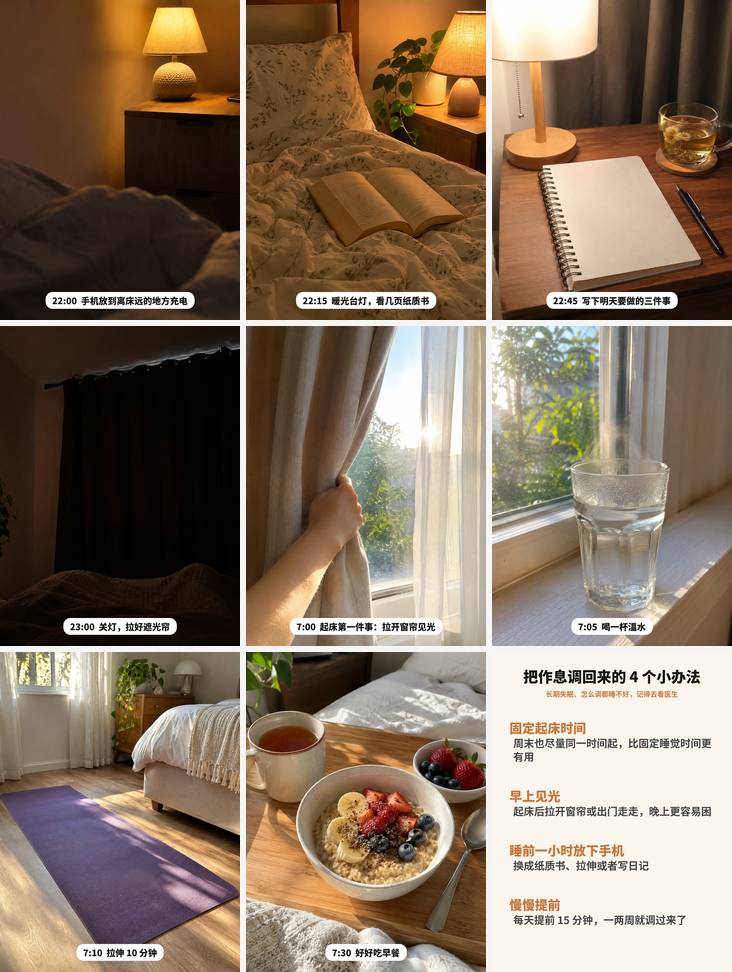 22:00 手机放到离床远的地方充电
22:15 暖光台灯，看几页纸质书
22:45 写下明天要做的三件事
23:00 关灯，拉好遮光帘
7:00 起床第一件事：拉开窗帘见光
7:05 喝一杯温水
7:10 拉伸 10 分钟
7:30 好好吃早餐
把作息调回来的 4 个小办法
长期失眠、怎么调都睡不好，记得去看医生
固定起床时间
周末也尽量同一时间起，比固定睡觉时间更
有用
早上见光
起床后拉开窗帘或出门走走，晚上更容易困
睡前一小时放下手机
换成纸质书、拉伸或者写日记
慢慢提前
每天提前 15 分钟，一两周就调过来了